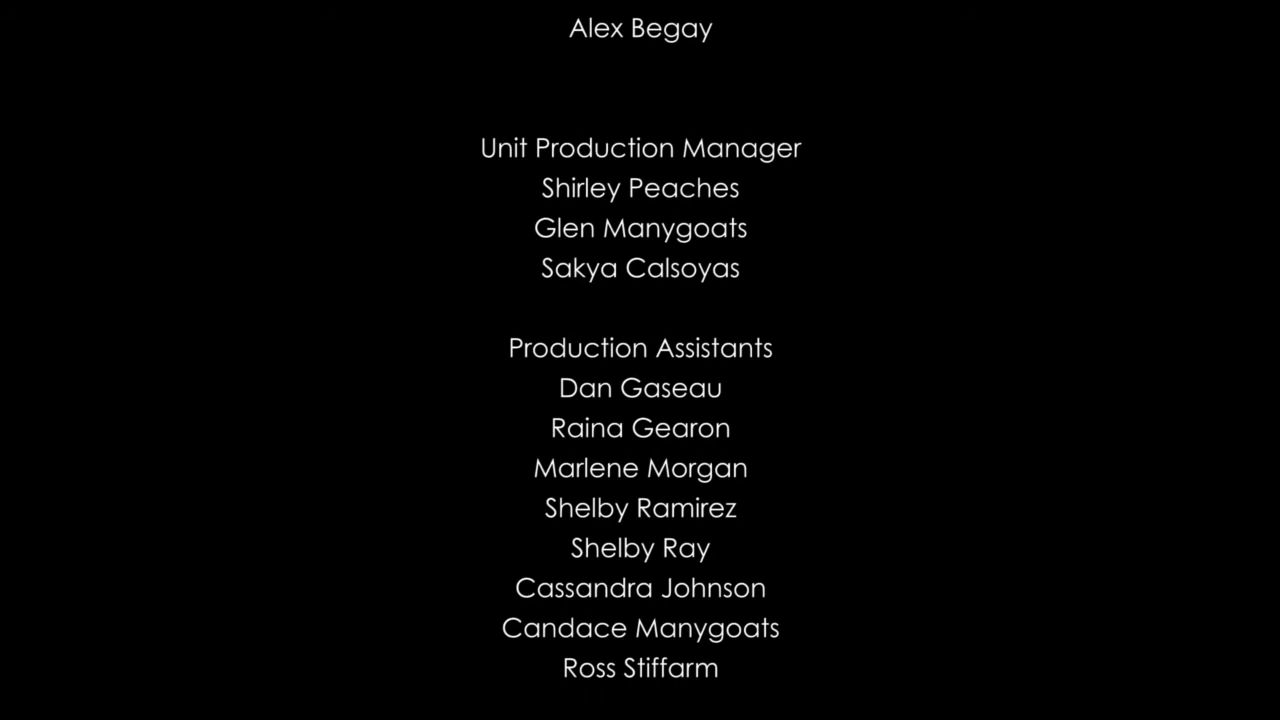 Alex Begay
Unit Production Manager
Shirley Peaches
Glen Manygoats
Sakya Calsoyas
Production Assistants
Dan Gaseau
Raina Gearon
Marlene Morgan
Shelby Ramirez
Shelby Ray
Cassandra Johnson
Candace Manygoats
Ross Stiffarm